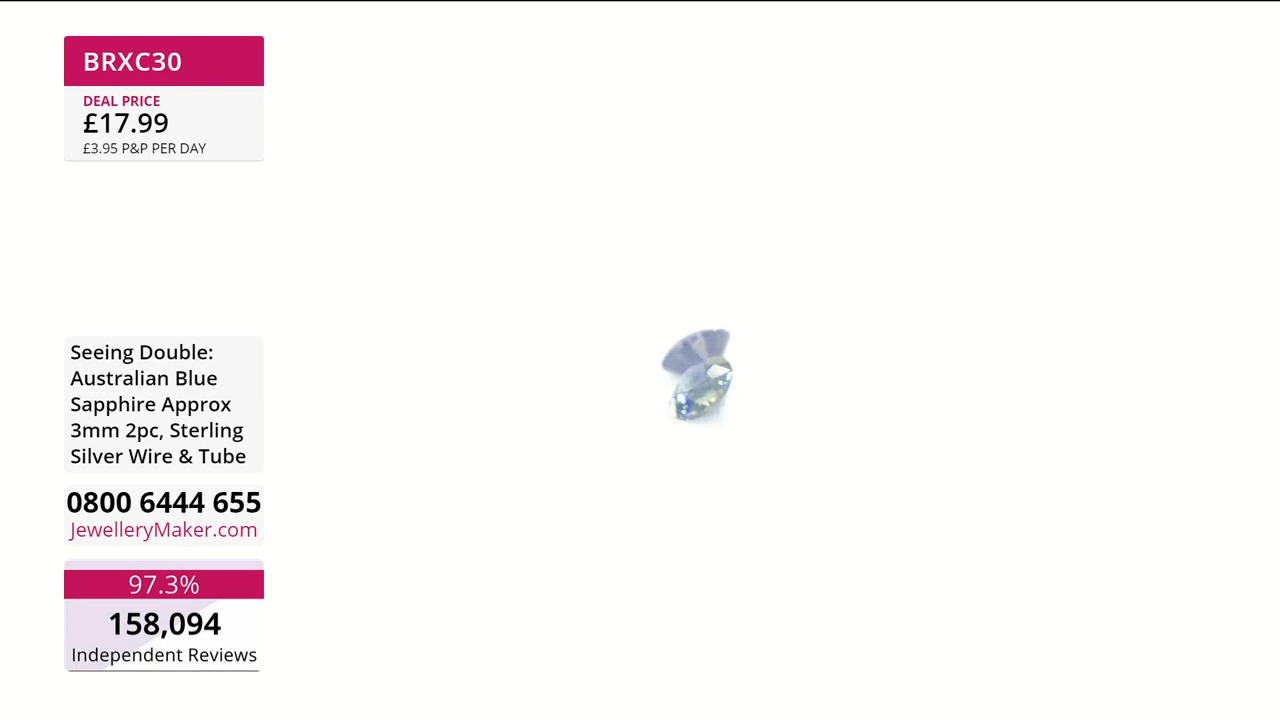 BRXC30
DEAL PRICE
£17.99
£3.95 P&P PER DAY
Seeing Double:
Australian Blue
Sapphire Approx
3mm 2pc, Sterling
Silver Wire & Tube
0800 6444 655
JewelleryMaker.com
97.3%
158,094
Independent Reviews